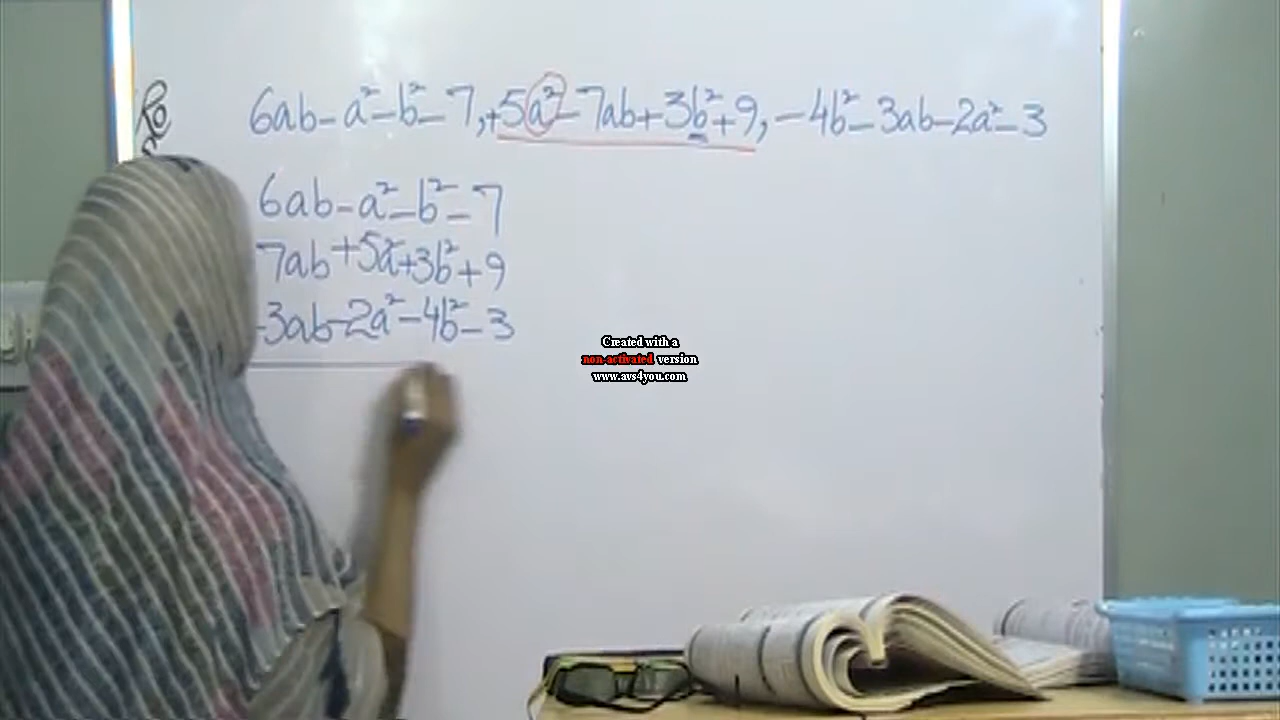 6ab - a² - b² - 7, +5a² - 7ab + 3b² + 9, - 4b² - 3ab - 2a² - 3
6ab - a² - b² - 7
7ab + 5a² + 3b² + 9
-3ab - 2a² - 4b² - 3
Created with a
non-activated version
www.avs4you.com